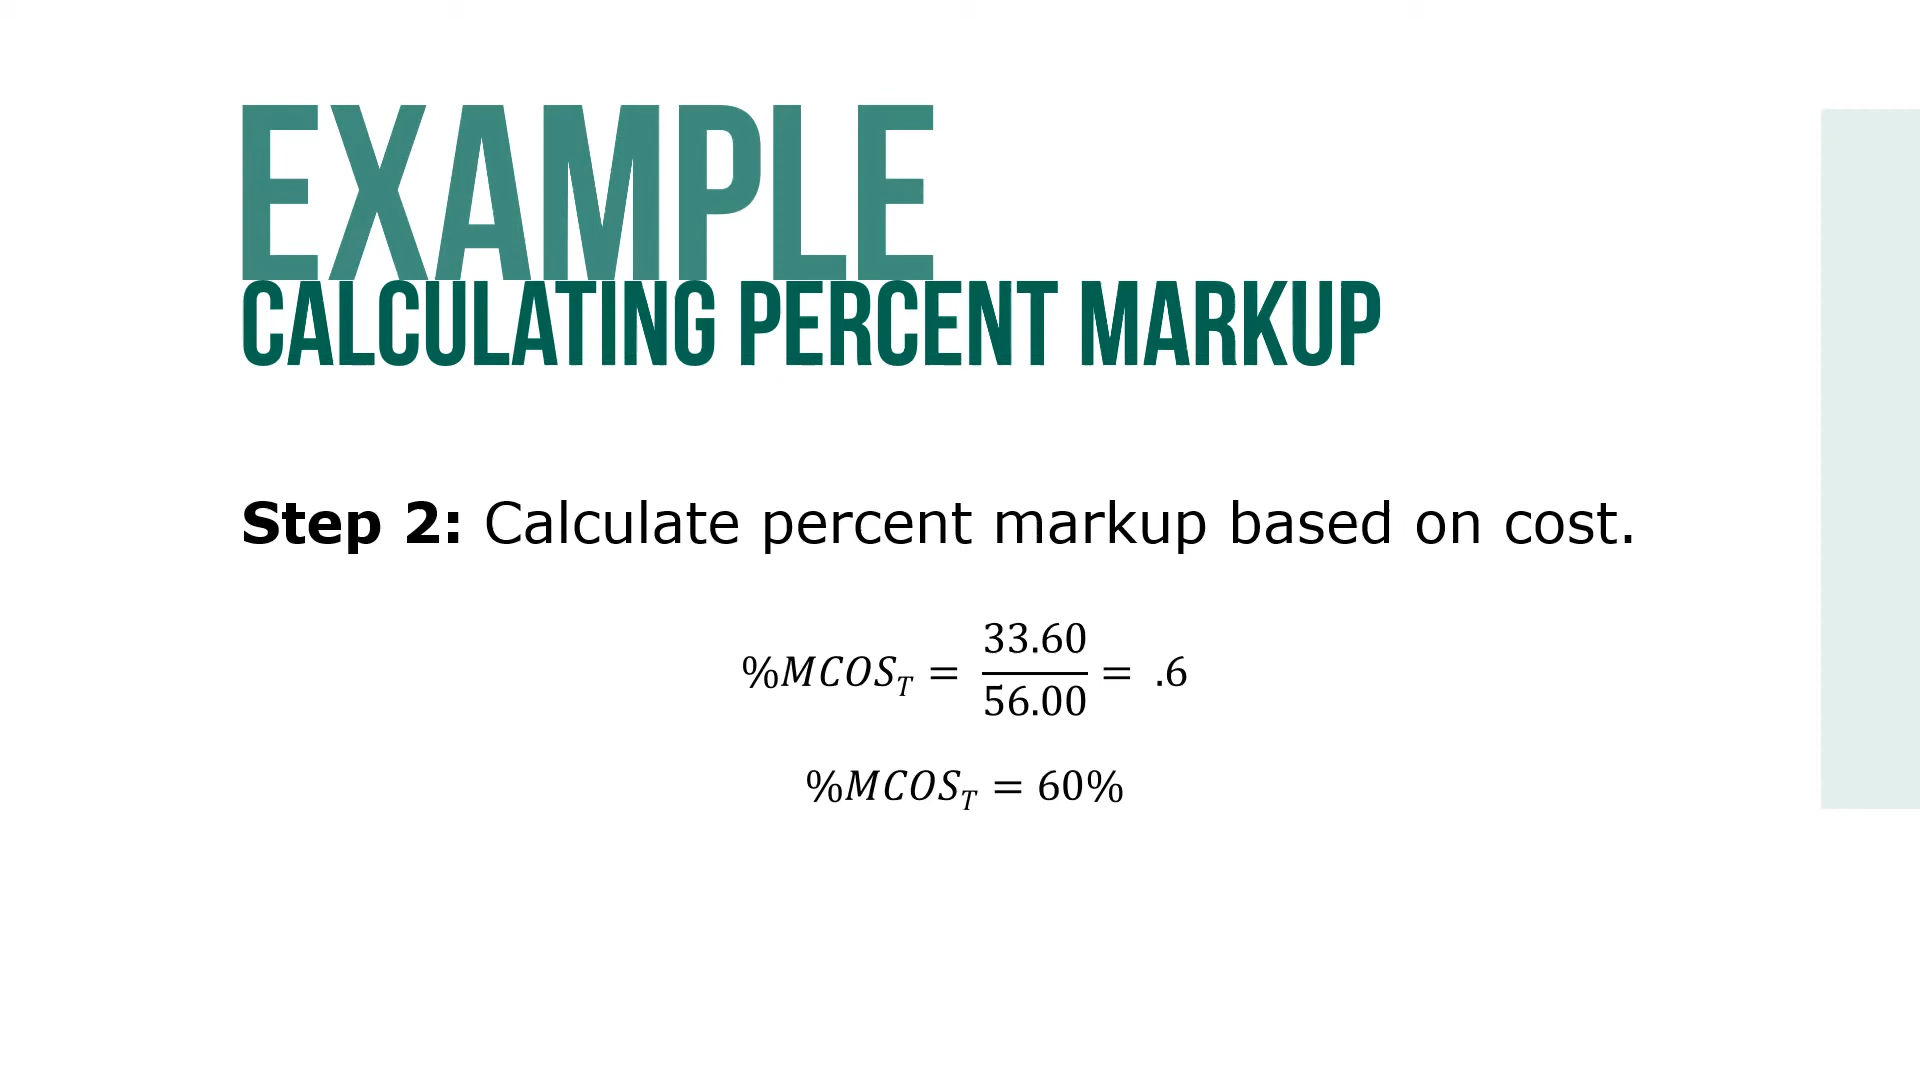 EXAMPLE
CALCULATING PERCENT MARKUP
Step 2: Calculate percent markup based on cost.
%MCOS_T = 33.60/56.00 = .6
%MCOS_T = 60%